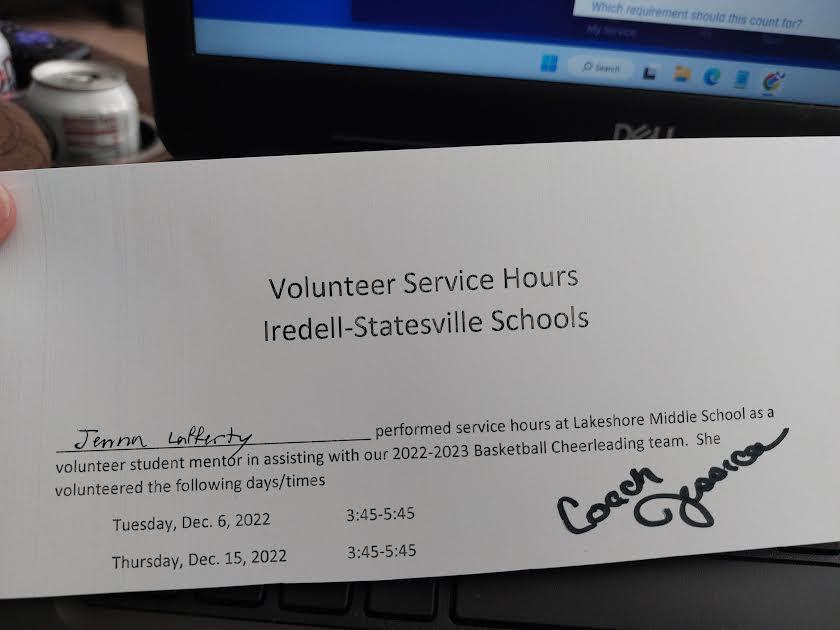 Which requirement should this count for?
My Service
Search
DELL
Volunteer Service Hours
Iredell-Statesville Schools
Jenna Lafferty performed service hours at Lakeshore Middle School as a
volunteer student mentor in assisting with our 2022-2023 Basketball Cheerleading team. She
volunteered the following days/times
Tuesday, Dec. 6, 2022 3:45-5:45
Thursday, Dec. 15, 2022 3:45-5:45
Coach Jessica